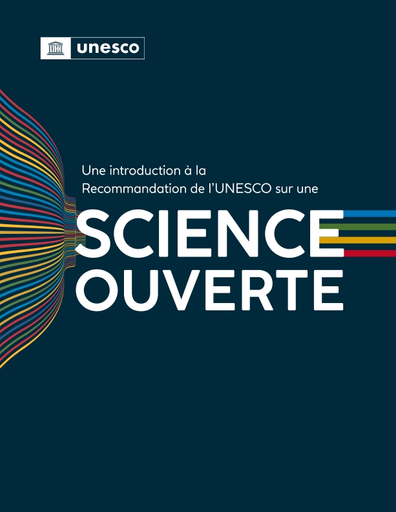 unesco
Une introduction à la
Recommandation de l'UNESCO sur une
SCIENCE
OUVERTE